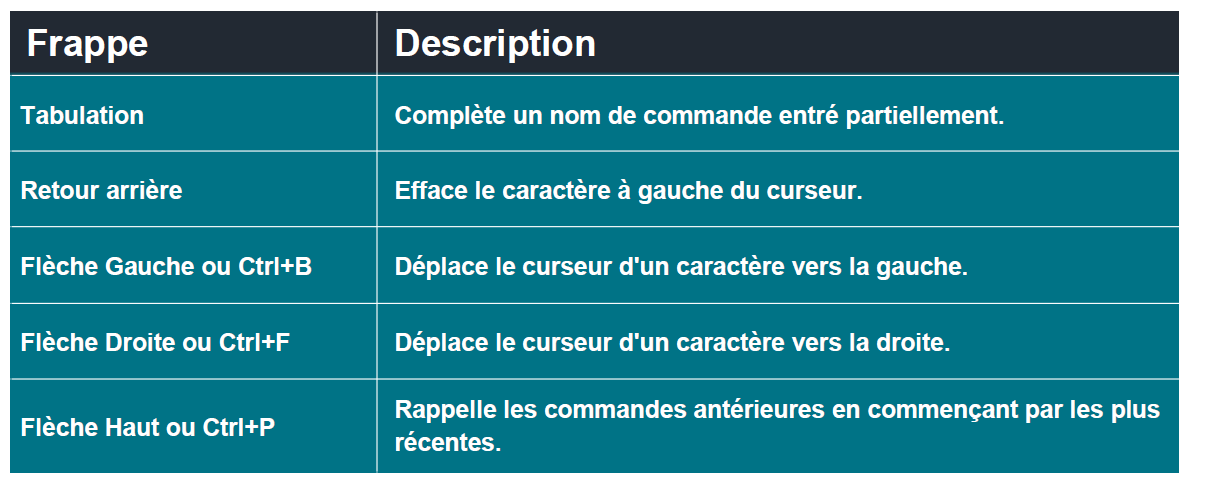 Frappe
Description
Tabulation
Complète un nom de commande entré partiellement.
Retour arrière
Efface le caractère à gauche du curseur.
Flèche Gauche ou Ctrl+B
Déplace le curseur d'un caractère vers la gauche.
Flèche Droite ou Ctrl+F
Déplace le curseur d'un caractère vers la droite.
Flèche Haut ou Ctrl+P
Rappelle les commandes antérieures en commençant par les plus
récentes.